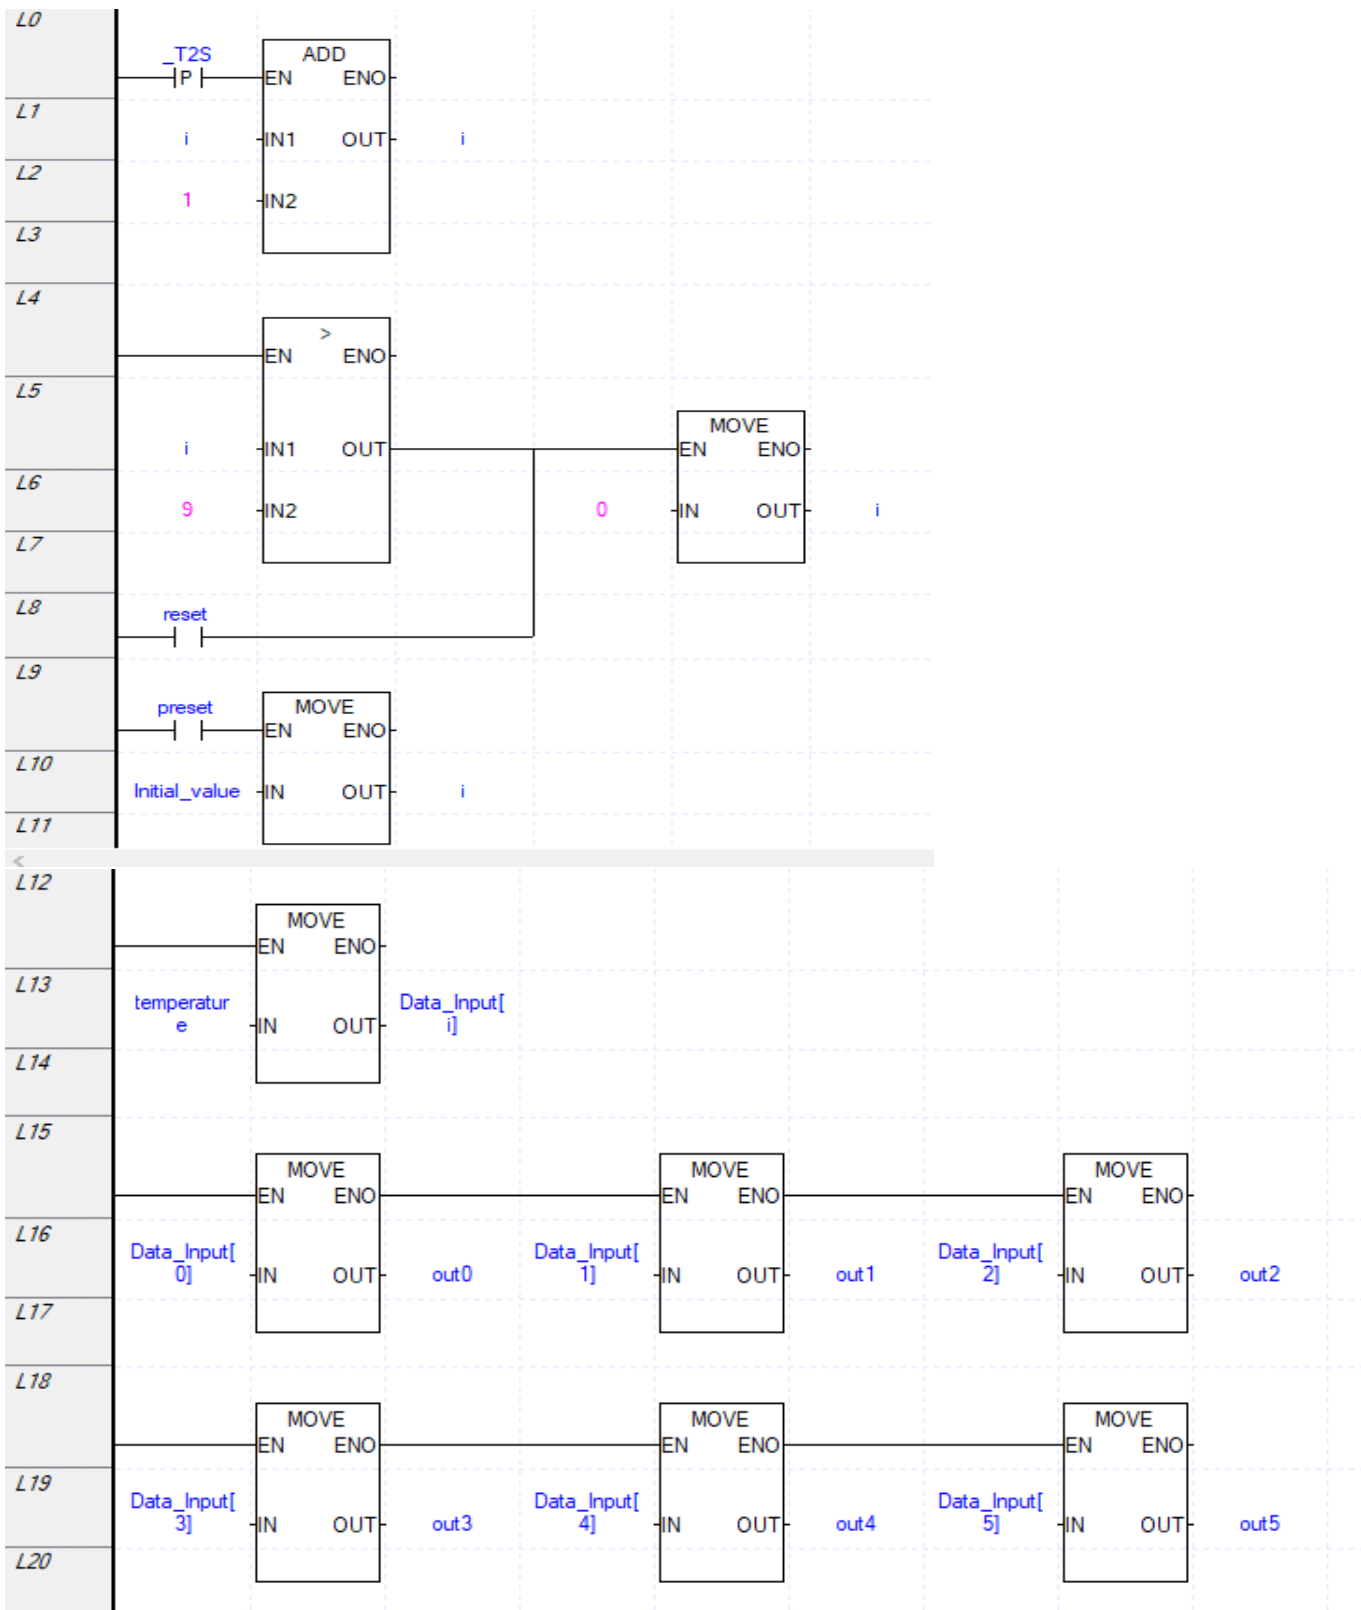 L0
_T2S
P
ADD
EN ENO
L1
i IN1 OUT i
L2
1 IN2
L3
L4
>
EN ENO
L5
MOVE
i IN1 OUT EN ENO
L6
9 IN2 0 IN OUT i
L7
L8
reset
L9
preset MOVE
EN ENO
L10
Initial_value IN OUT i
L11
<
L12
MOVE
EN ENO
L13
temperatur Data_Input[
e IN OUT i]
L14
L15
MOVE MOVE MOVE
EN ENO EN ENO EN ENO
L16
Data_Input[ Data_Input[ Data_Input[
0] IN OUT out0 1] IN OUT out1 2] IN OUT out2
L17
L18
MOVE MOVE MOVE
EN ENO EN ENO EN ENO
L19
Data_Input[ Data_Input[ Data_Input[
3] IN OUT out3 4] IN OUT out4 5] IN OUT out5
L20